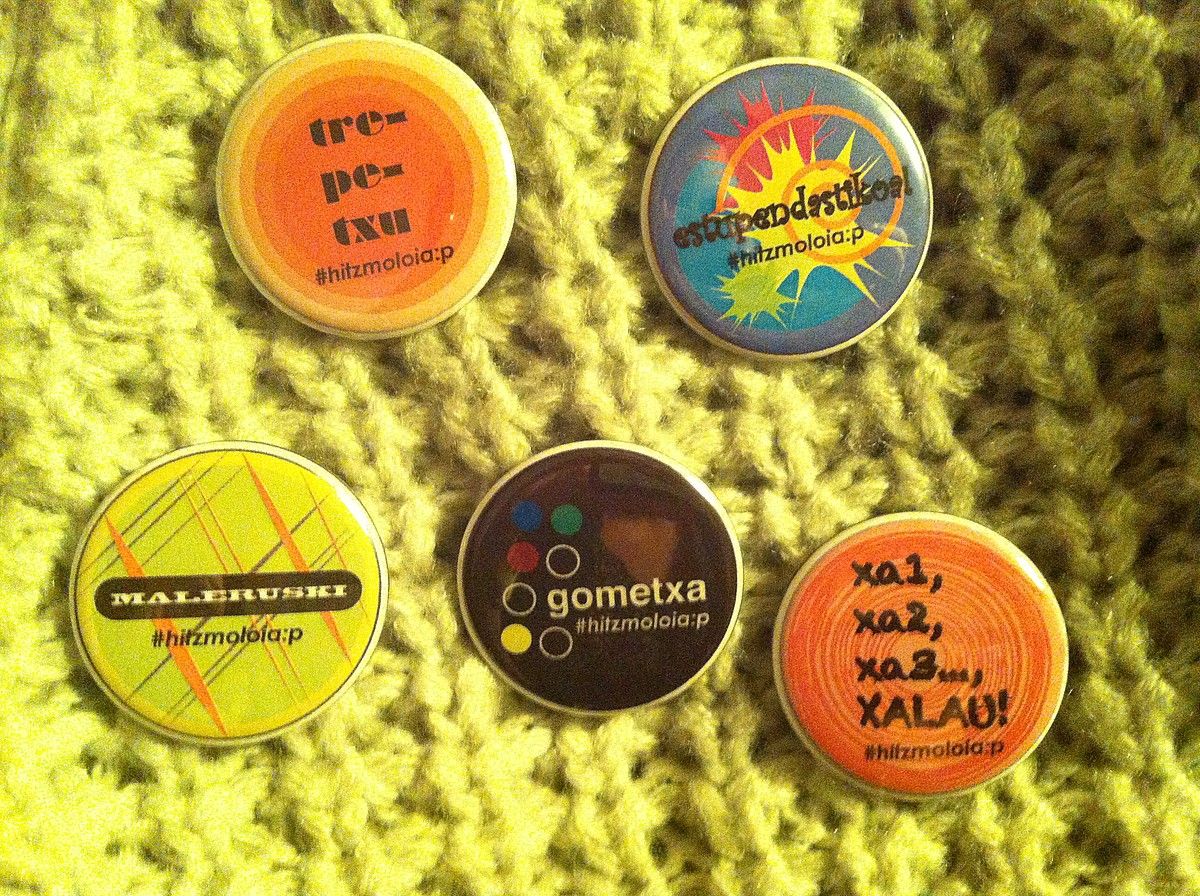 tre-
pe-
txu
#hitzmoloia:p
estupendastikoa!
#hitzmoloia:p
MALERUSKI
#hitzmoloia:p
gometxa
#hitzmoloia:p
xa1,
xa2,
xa3...,
XALAU!
#hitzmoloia:p